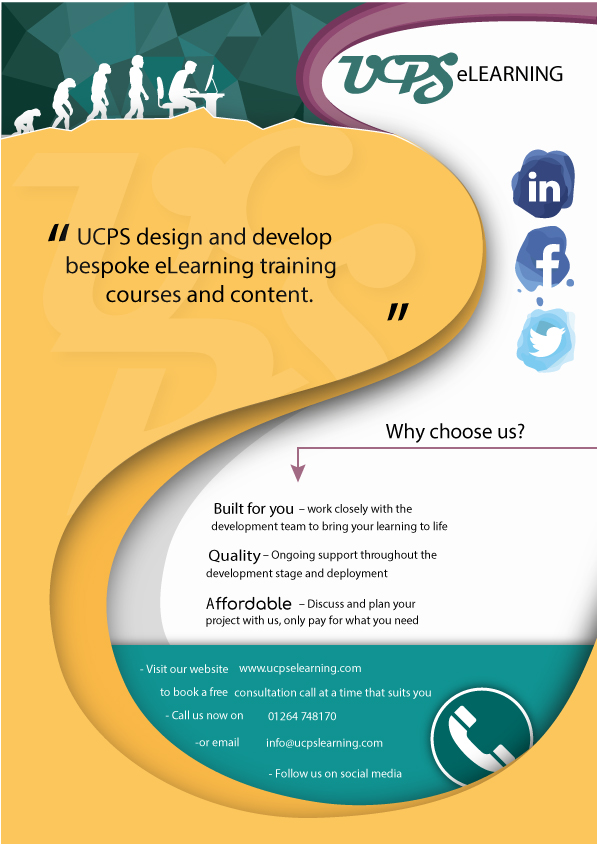 UCPS eLEARNING
in
f
“ UCPS design and develop
bespoke eLearning training
courses and content.
”
Why choose us?
Built for you – work closely with the
development team to bring your learning to life
Quality – Ongoing support throughout the
development stage and deployment
Affordable – Discuss and plan your
project with us, only pay for what you need
- Visit our website www.ucpselearning.com
to book a free consultation call at a time that suits you
- Call us now on 01264 748170
-or email info@ucpslearning.com
- Follow us on social media